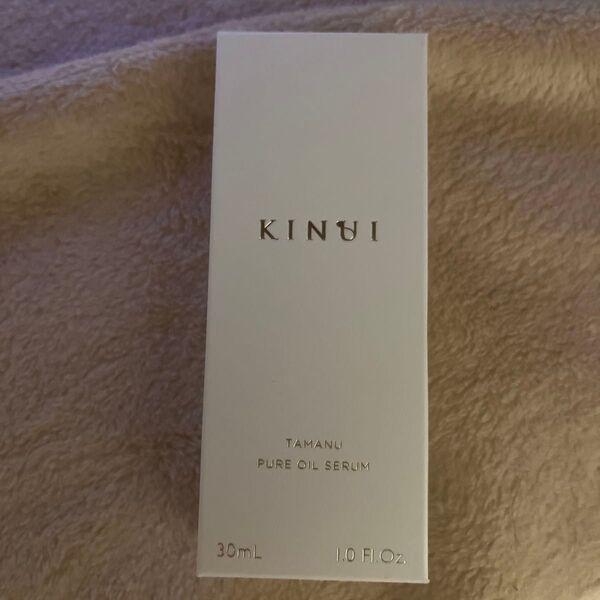 KINUI
TAMANU
PURE OIL SERUM
30mL 1.0 Fl.Oz.